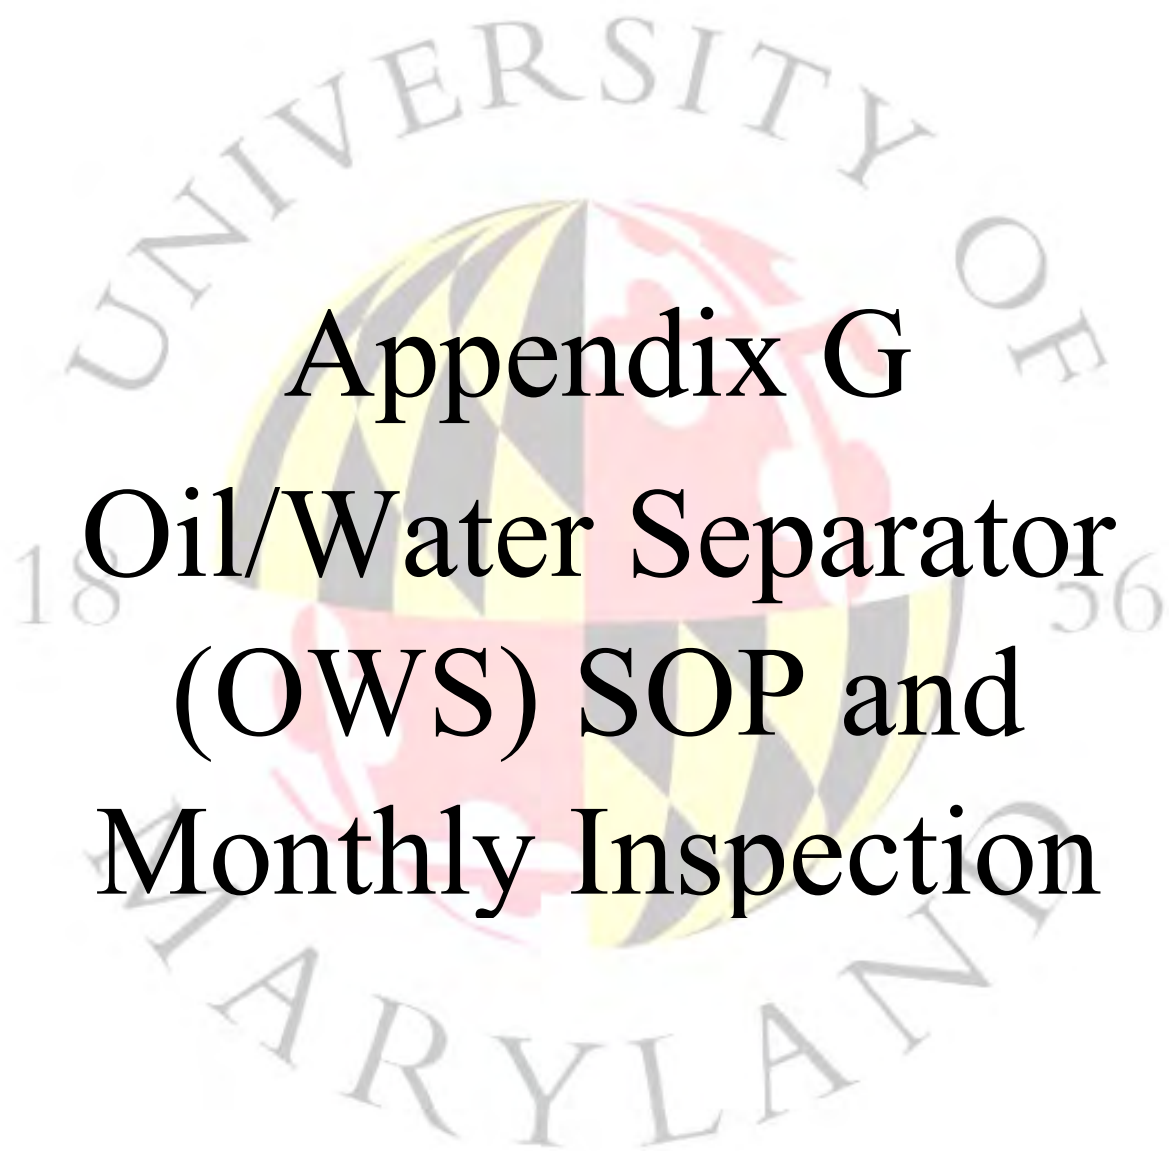 UNIVERSITY OF
Appendix G
Oil/Water Separator
18 56
(OWS) SOP and
Monthly Inspection
MARYLAND